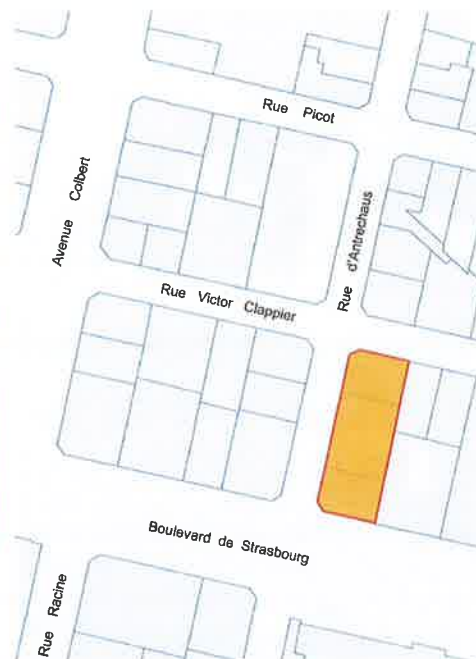 Rue Picot
Avenue Colbert
Rue d'Antrechaus
Rue Victor Clappier
Boulevard de Strasbourg
Rue Racine